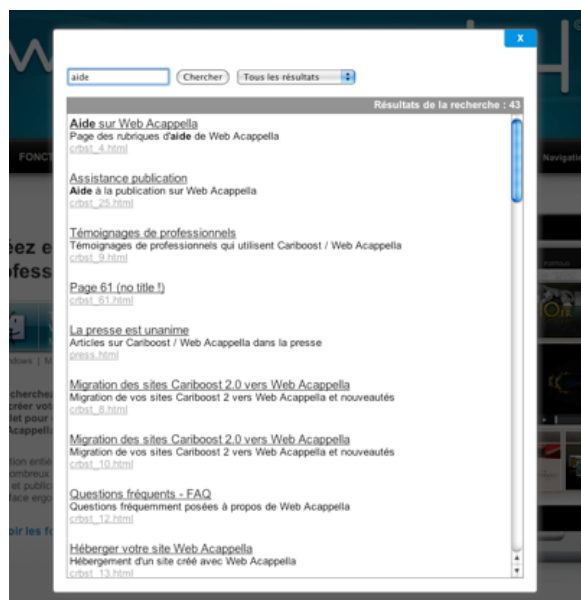 X
aide
Chercher
Tous les résultats
Résultats de la recherche : 43
Aide sur Web Acappella
Page des rubriques d'aide de Web Acappella
crbst_4.html
Assistance publication
Aide à la publication sur Web Acappella
crbst_25.html
Témoignages de professionnels
Témoignages de professionnels qui utilisent Cariboost / Web Acappella
crbst_9.html
Page 61 (no title !)
crbst_61.html
La presse est unanime
Articles sur Cariboost / Web Acappella dans la presse
press.html
Migration des sites Cariboost 2.0 vers Web Acappella
Migration de vos sites Cariboost 2 vers Web Acappella et nouveautés
crbst_8.html
Migration des sites Cariboost 2.0 vers Web Acappella
Migration de vos sites Cariboost 2 vers Web Acappella et nouveautés
crbst_10.html
Questions fréquents - FAQ
Questions fréquemment posées à propos de Web Acappella
crbst_12.html
Héberger votre site Web Acappella
Hébergement d'un site créé avec Web Acappella
crbst_13.html